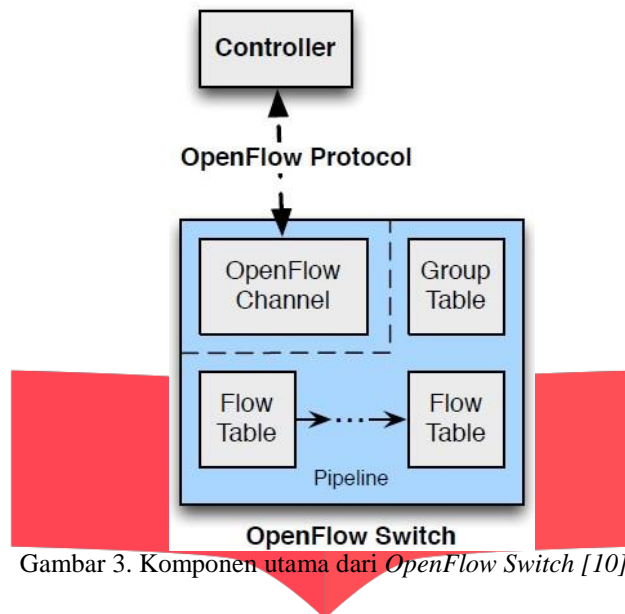 Controller
OpenFlow Protocol
OpenFlow
Channel
Group
Table
Flow
Table
...
Flow
Table
Pipeline
OpenFlow Switch
Gambar 3. Komponen utama dari OpenFlow Switch [10]